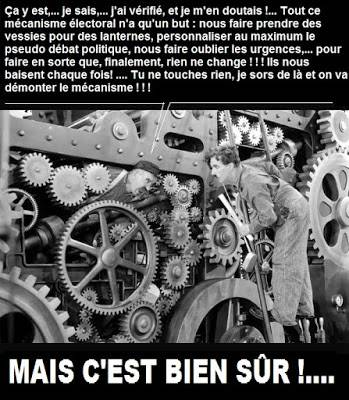 Ça y est,... je sais,... j'ai vérifié, et je m'en doutais !... Tout ce
mécanisme électoral n'a qu'un but : nous faire prendre des
vessies pour des lanternes, personnaliser au maximum le
pseudo débat politique, nous faire oublier les urgences,... pour
faire en sorte que, finalement, rien ne change ! ! ! Ils nous
baisent chaque fois! .... Tu ne touches rien, je sors de là et on va
démonter le mécanisme ! ! !
MAIS C'EST BIEN SÛR !....